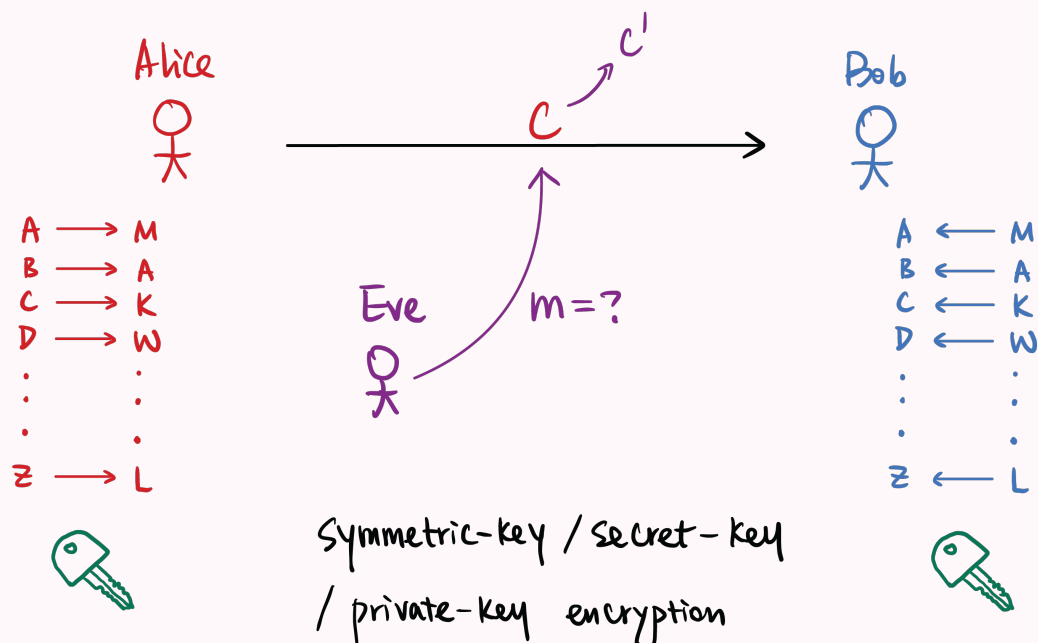 Alice
C'
Bob
C
A → M
B → A
C → K
D → W
Z → L
Eve
m=?
A ← M
B ← A
C ← K
D ← W
Z ← L
symmetric-key / secret-key
/ private-key encryption